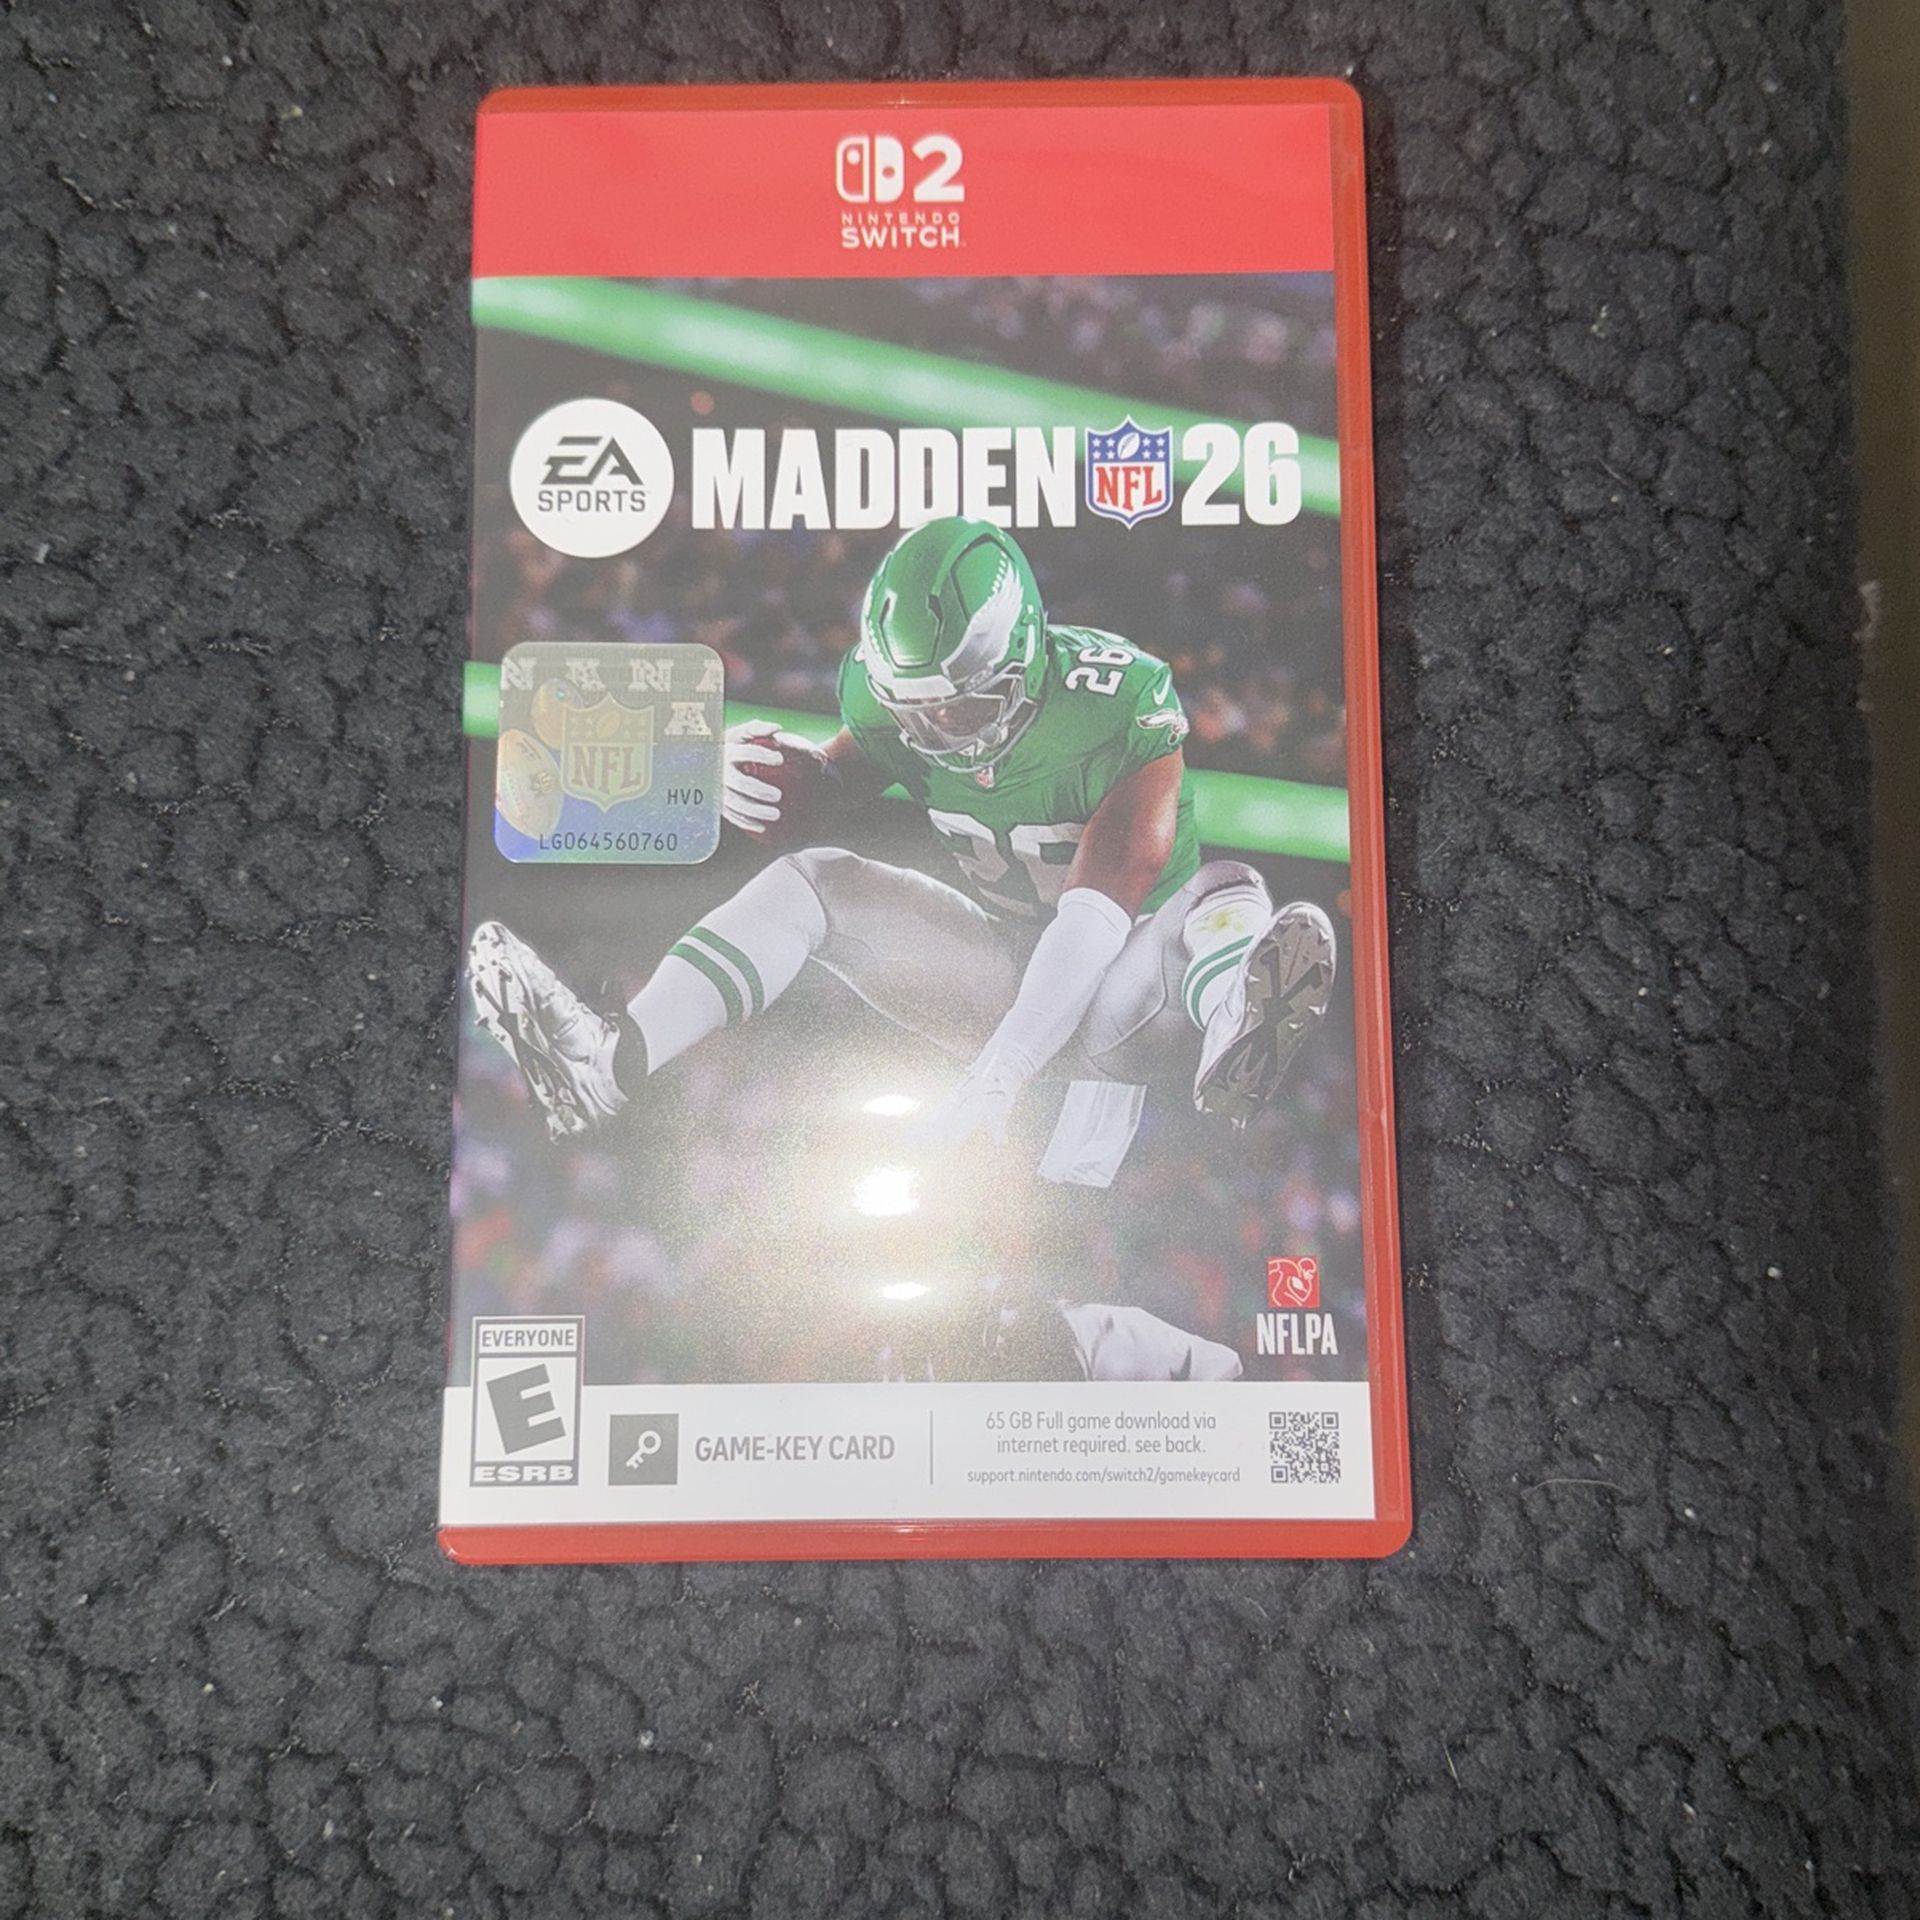 2
NINTENDO
SWITCH
EA
SPORTS
MADDEN NFL 26
26
NFL
HVD
LG064560760
26
NFLPA
EVERYONE
E
ESRB
GAME-KEY CARD
65 GB Full game download via
internet required. see back.
support.nintendo.com/switch2/gamekeycard